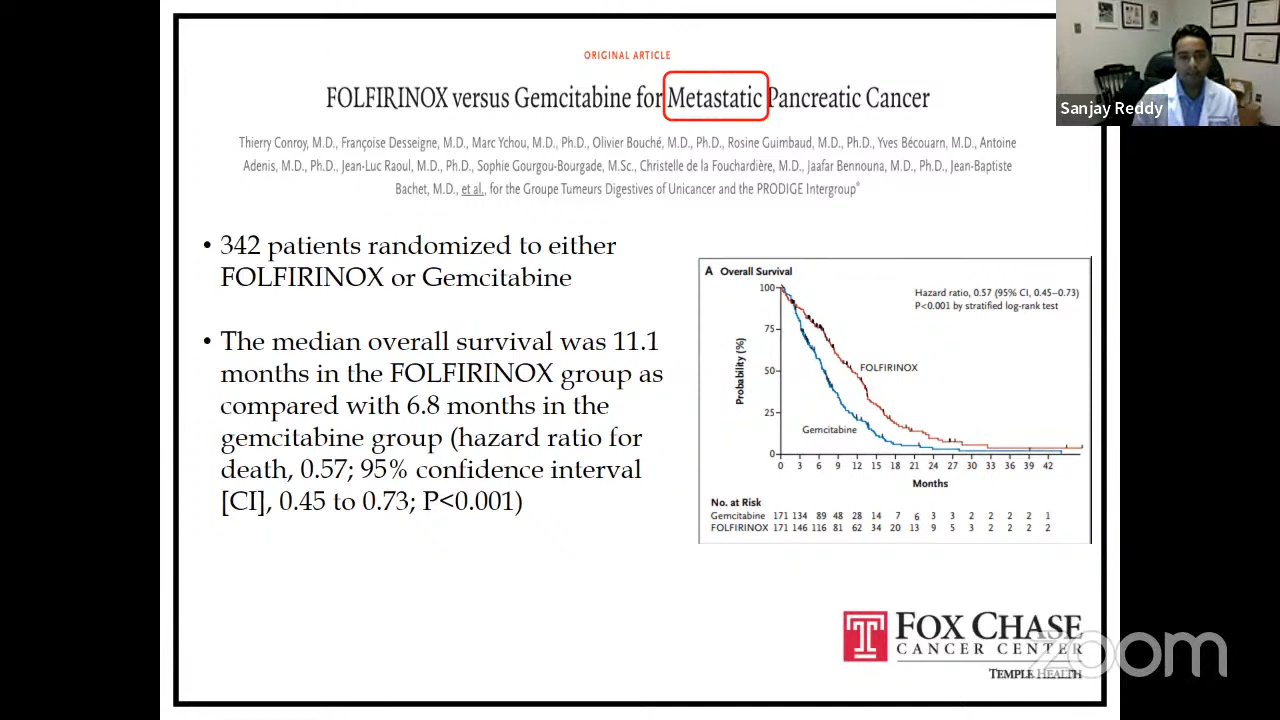 ORIGINAL ARTICLE
FOLFIRINOX versus Gemcitabine for Metastatic Pancreatic Cancer
Thierry Conroy, M.D., Françoise Desseigne, M.D., Marc Ychou, M.D., Ph.D., Olivier Bouché, M.D., Ph.D., Rosine Guimbaud, M.D., Ph.D., Yves Bécouarn, M.D., Antoine
Adenis, M.D., Ph.D., Jean-Luc Raoul, M.D., Ph.D., Sophie Gourgou-Bourgade, M.Sc., Christelle de la Fouchardière, M.D., Jaafar Bennouna, M.D., Ph.D., Jean-Baptiste
Bachet, M.D., et al., for the Groupe Tumeurs Digestives of Unicancer and the PRODIGE Intergroup*
Sanjay Reddy
• 342 patients randomized to either
FOLFIRINOX or Gemcitabine
• The median overall survival was 11.1
months in the FOLFIRINOX group as
compared with 6.8 months in the
gemcitabine group (hazard ratio for
death, 0.57; 95% confidence interval
[CI], 0.45 to 0.73; P<0.001)
A Overall Survival
Hazard ratio, 0.57 (95% CI, 0.45–0.73)
P<0.001 by stratified log-rank test
Probability (%)
100
75
50
25
0
FOLFIRINOX
Gemcitabine
0 3 6 9 12 15 18 21 24 27 30 33 36 39 42
Months
No. at Risk
Gemcitabine 171 134 89 48 28 14 7 6 3 3 2 2 2 2 1
FOLFIRINOX 171 146 116 81 62 34 20 13 9 5 3 2 2 2 2
FOX CHASE
CANCER CENTER
TEMPLE HEALTH
zoom